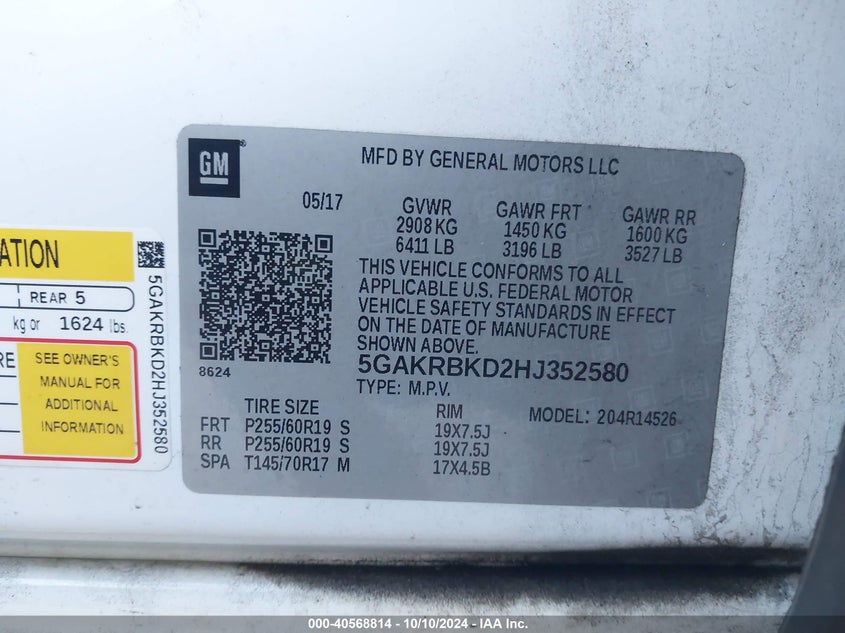 GM
MFD BY GENERAL MOTORS LLC
05/17
GVWR GAWR FRT GAWR RR
2908 KG 1450 KG 1600 KG
6411 LB 3196 LB 3527 LB
THIS VEHICLE CONFORMS TO ALL
APPLICABLE U.S. FEDERAL MOTOR
VEHICLE SAFETY STANDARDS IN EFFECT
ON THE DATE OF MANUFACTURE
SHOWN ABOVE.
8624
5GAKRBKD2HJ352580
TYPE: M.P.V.
MODEL: 204R14526
TIRE SIZE RIM
FRT P255/60R19 S 19X7.5J
RR P255/60R19 S 19X7.5J
SPA T145/70R17 M 17X4.5B
ATION
REAR 5
kg or 1624 lbs.
RE
SEE OWNER'S
MANUAL FOR
ADDITIONAL
INFORMATION
5GAKRBKD2HJ352580
000-40568814 - 10/10/2024 - IAA Inc.